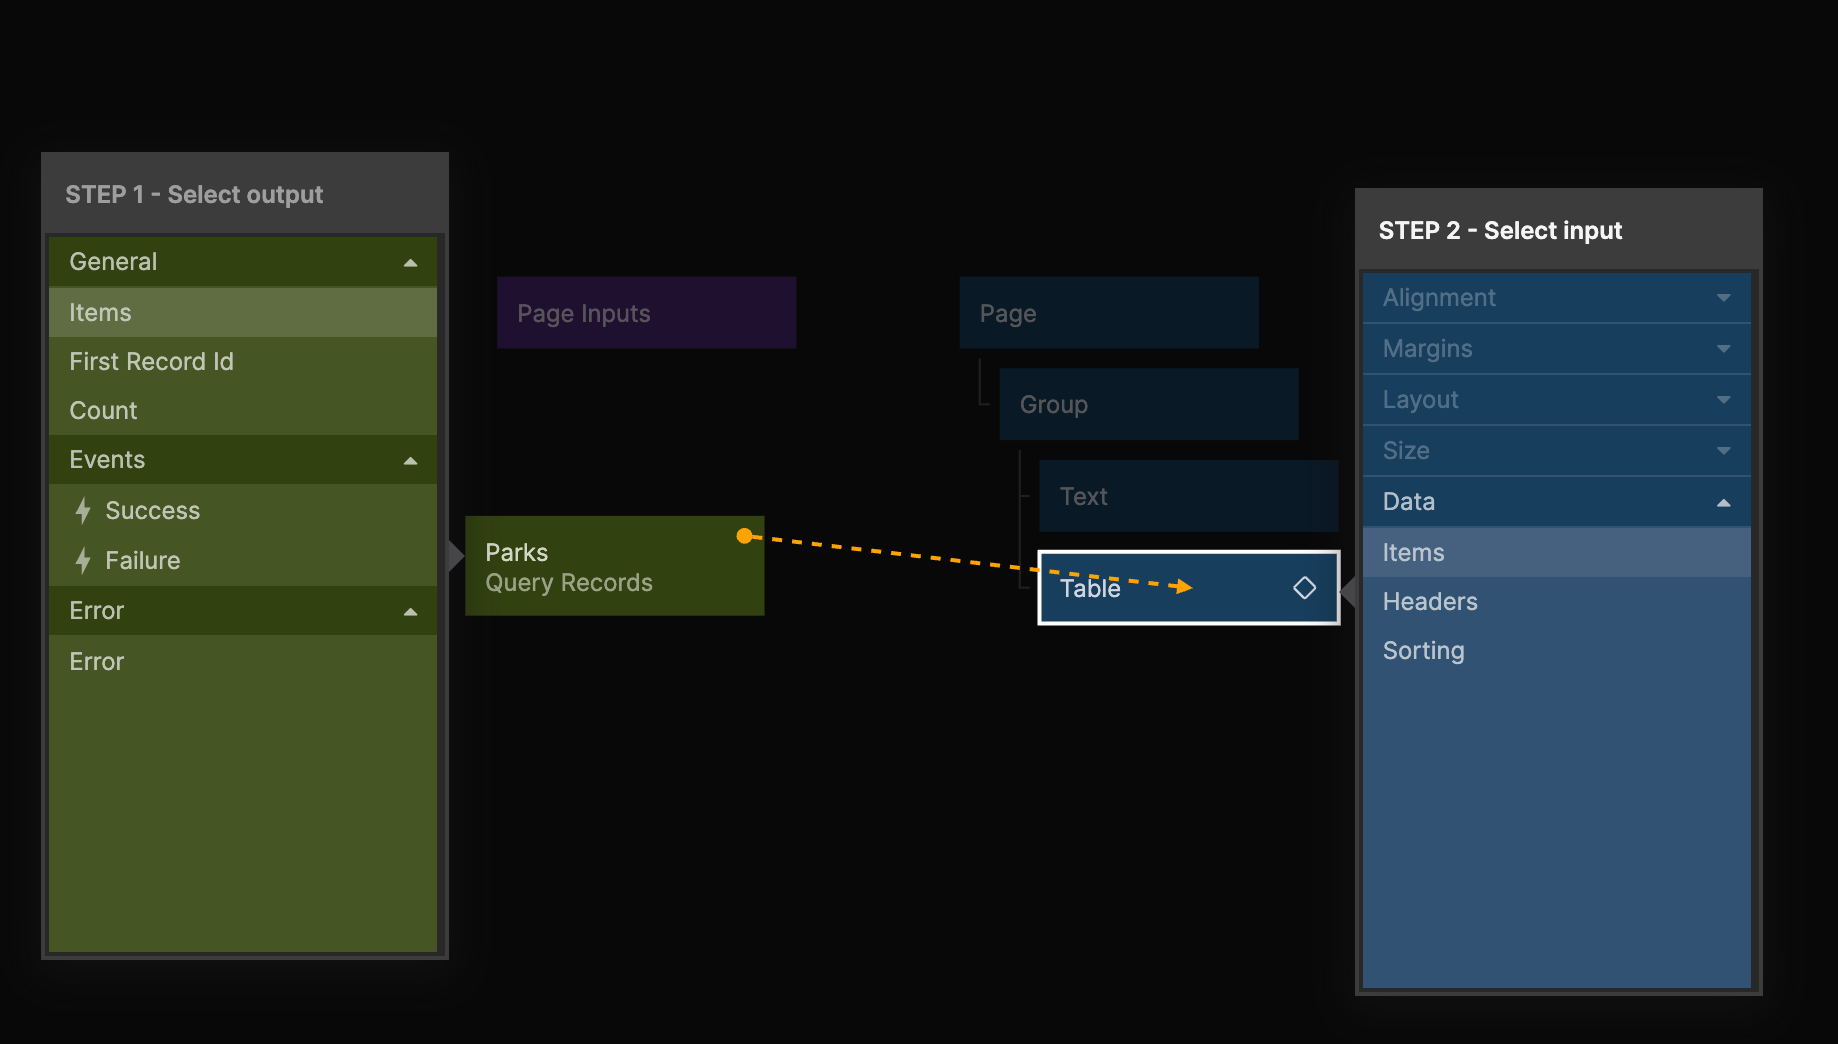 STEP 1 - Select output
General
Items
First Record Id
Count
Events
Success
Failure
Error
Error
Page Inputs
Parks
Query Records
Page
Group
Text
Table
STEP 2 - Select input
Alignment
Margins
Layout
Size
Data
Items
Headers
Sorting